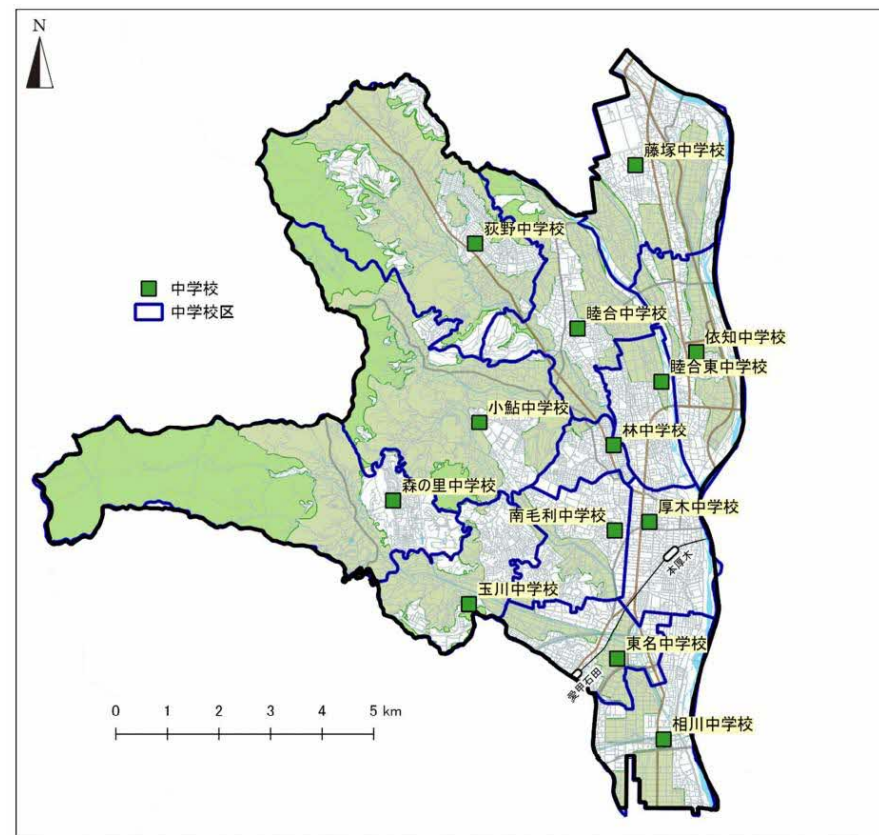 N
藤塚中学校
荻野中学校
中学校
中学校区
睦合中学校
依知中学校
睦合東中学校
小鮎中学校
林中学校
森の里中学校
南毛利中学校
厚木中学校
本厚木
玉川中学校
東名中学校
愛甲石田
相川中学校
0 1 2 3 4 5 km